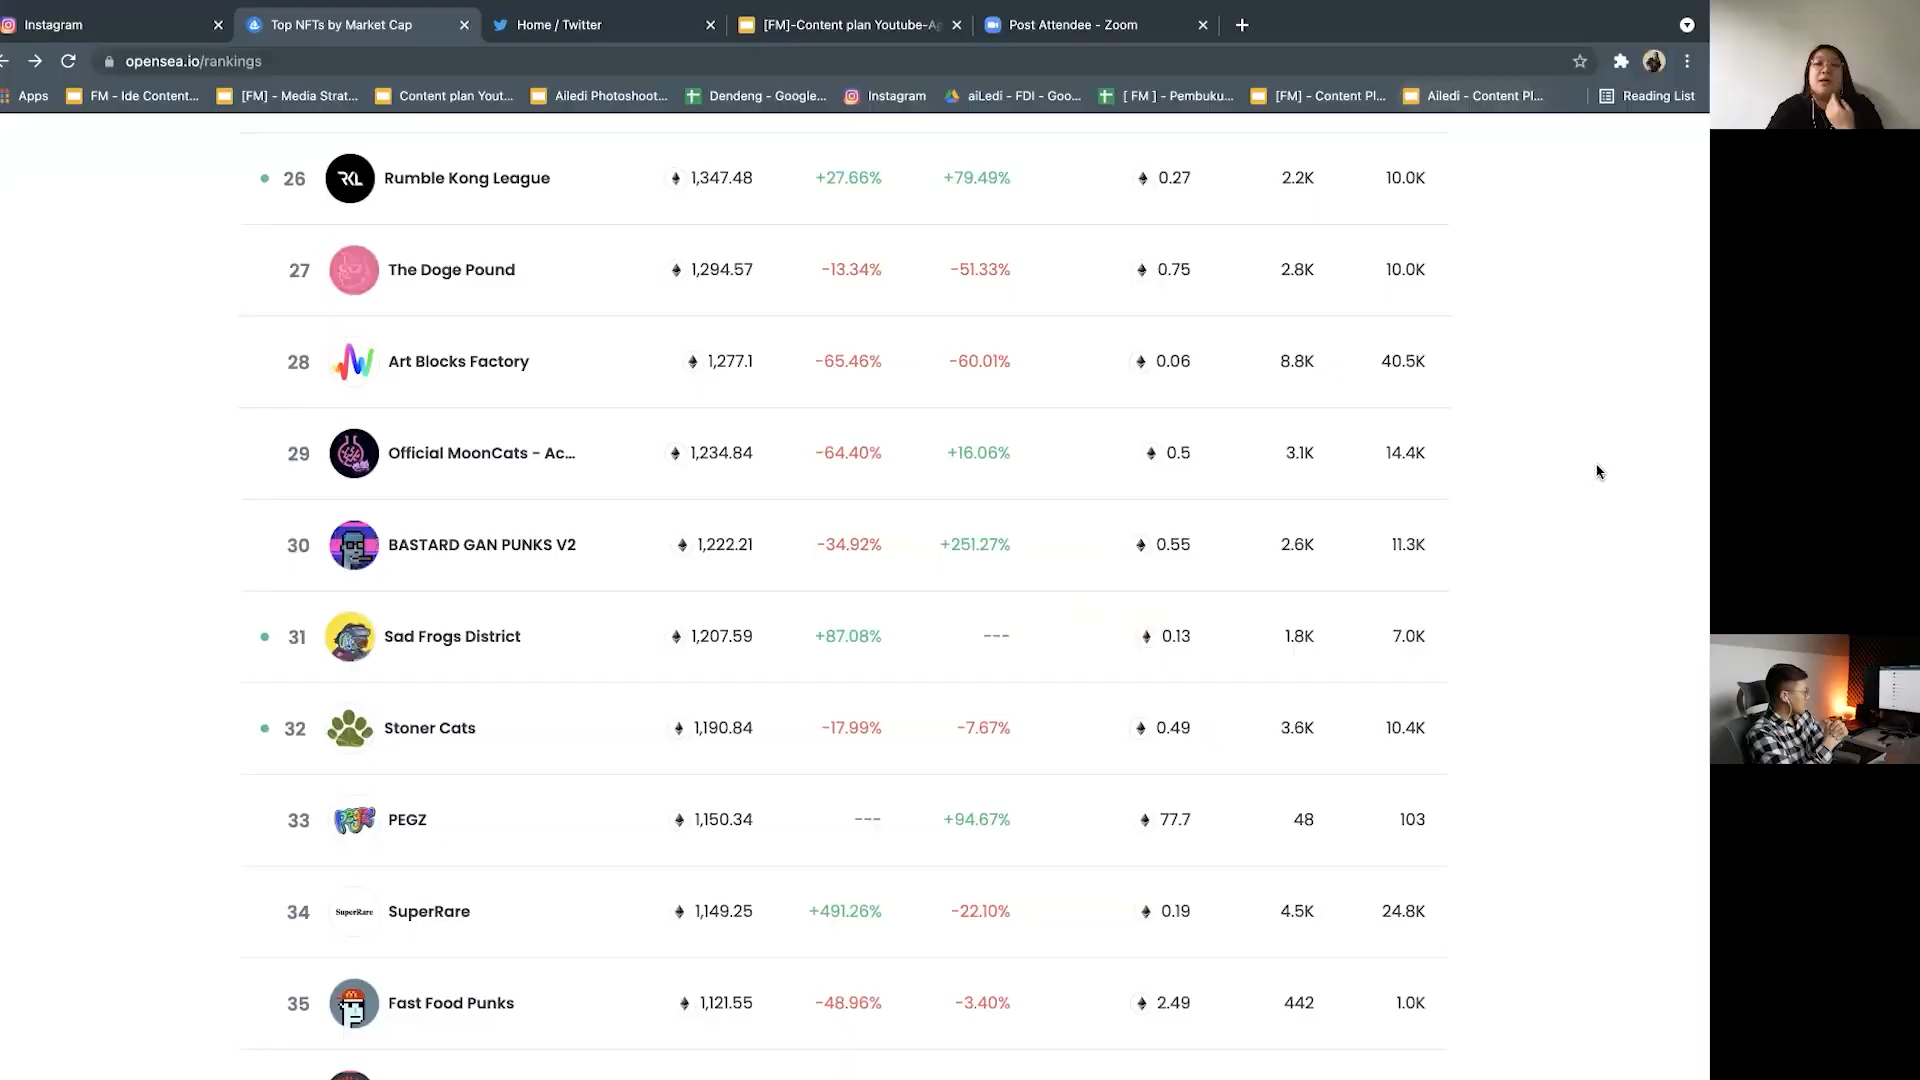 Instagram
Top NFTs by Market Cap
Home / Twitter
[FM]-Content plan Youtube-Ap
Post Attendee - Zoom
opensea.io/rankings
Apps
FM - Ide Content...
[FM] - Media Strat...
Content plan Yout...
Ailedi Photoshoot...
Dendeng - Google...
Instagram
aiLedi - FDI - Goo...
[ FM ] - Pembuku...
[FM] - Content Pl...
Ailedi - Content Pl...
Reading List
26 RKL Rumble Kong League 1,347.48 +27.66% +79.49% 0.27 2.2K 10.0K
27 The Doge Pound 1,294.57 -13.34% -51.33% 0.75 2.8K 10.0K
28 Art Blocks Factory 1,277.1 -65.46% -60.01% 0.06 8.8K 40.5K
29 Official MoonCats - Ac... 1,234.84 -64.40% +16.06% 0.5 3.1K 14.4K
30 BASTARD GAN PUNKS V2 1,222.21 -34.92% +251.27% 0.55 2.6K 11.3K
31 Sad Frogs District 1,207.59 +87.08% --- 0.13 1.8K 7.0K
32 Stoner Cats 1,190.84 -17.99% -7.67% 0.49 3.6K 10.4K
33 PEGZ PEGZ 1,150.34 --- +94.67% 77.7 48 103
34 SuperRare SuperRare 1,149.25 +491.26% -22.10% 0.19 4.5K 24.8K
35 Fast Food Punks 1,121.55 -48.96% -3.40% 2.49 442 1.0K